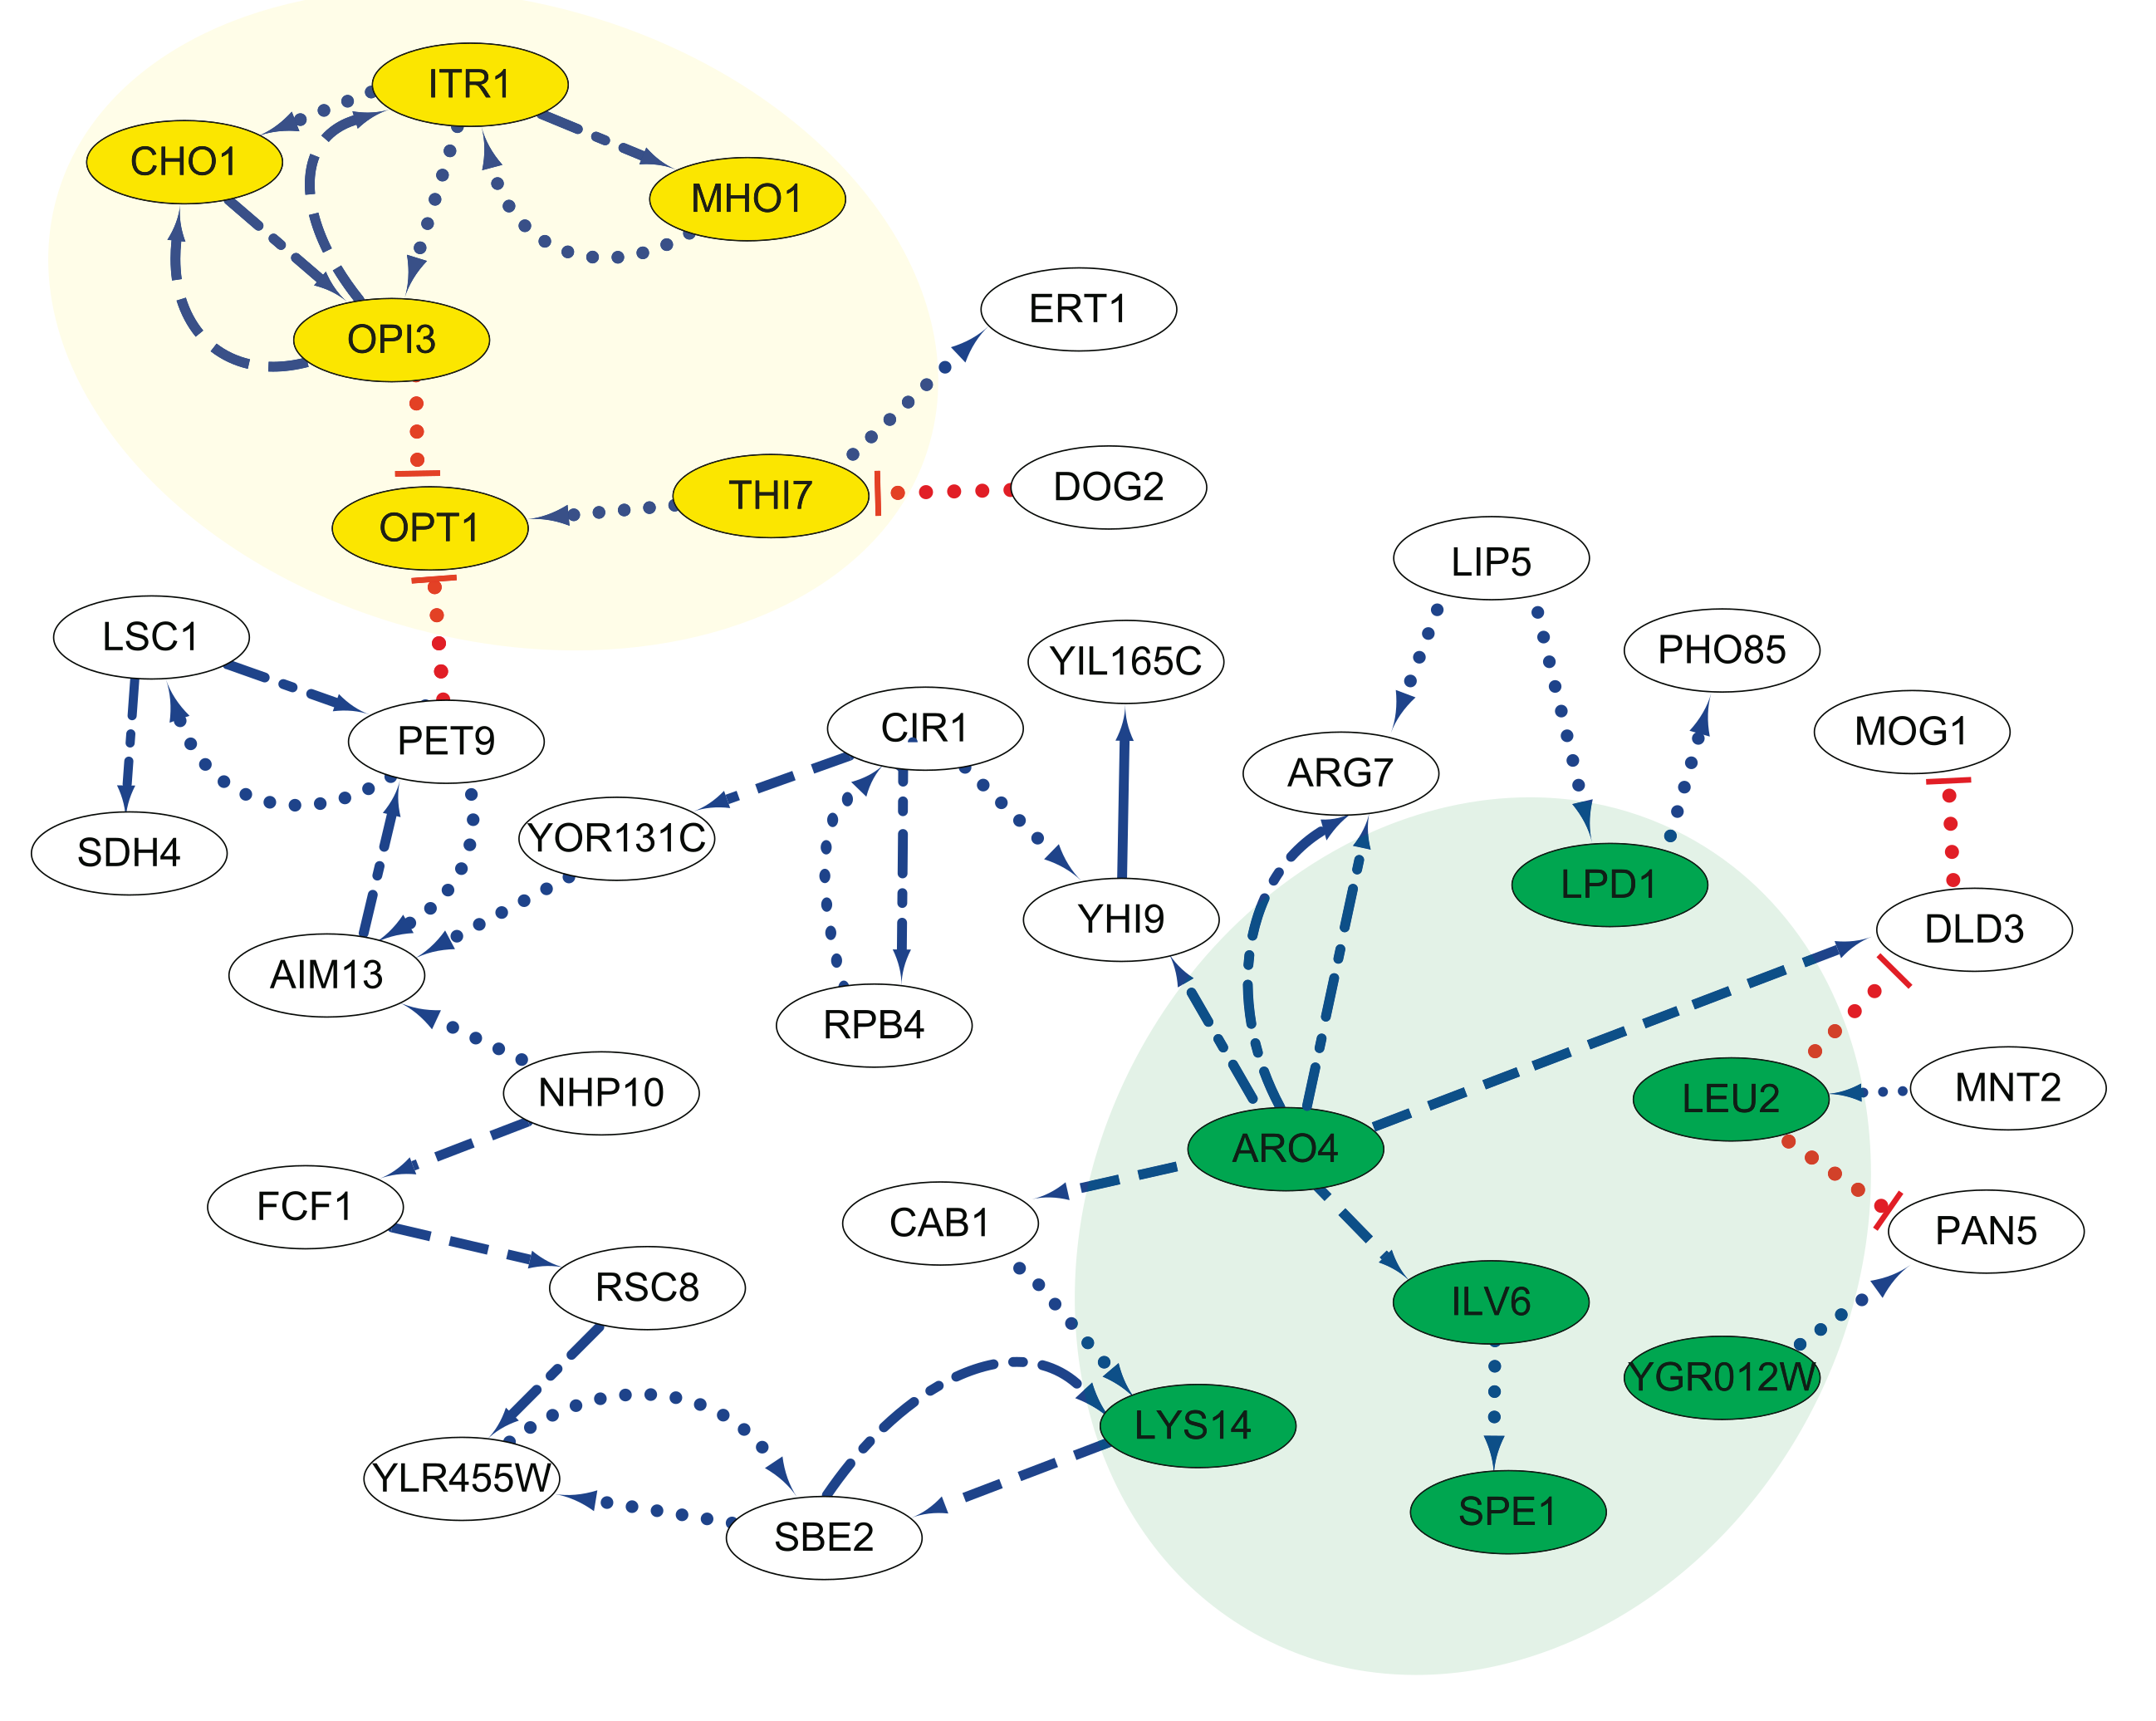 ITR1
CHO1
MHO1
ERT1
OPI3
DOG2
THI7
OPT1
LIP5
LSC1
YIL165C
PHO85
CIR1
MOG1
PET9
ARG7
YOR131C
SDH4
LPD1
YHI9
DLD3
AIM13
RPB4
NHP10
MNT2
LEU2
ARO4
FCF1
CAB1
PAN5
RSC8
ILV6
YGR012W
LYS14
YLR455W
SPE1
SBE2